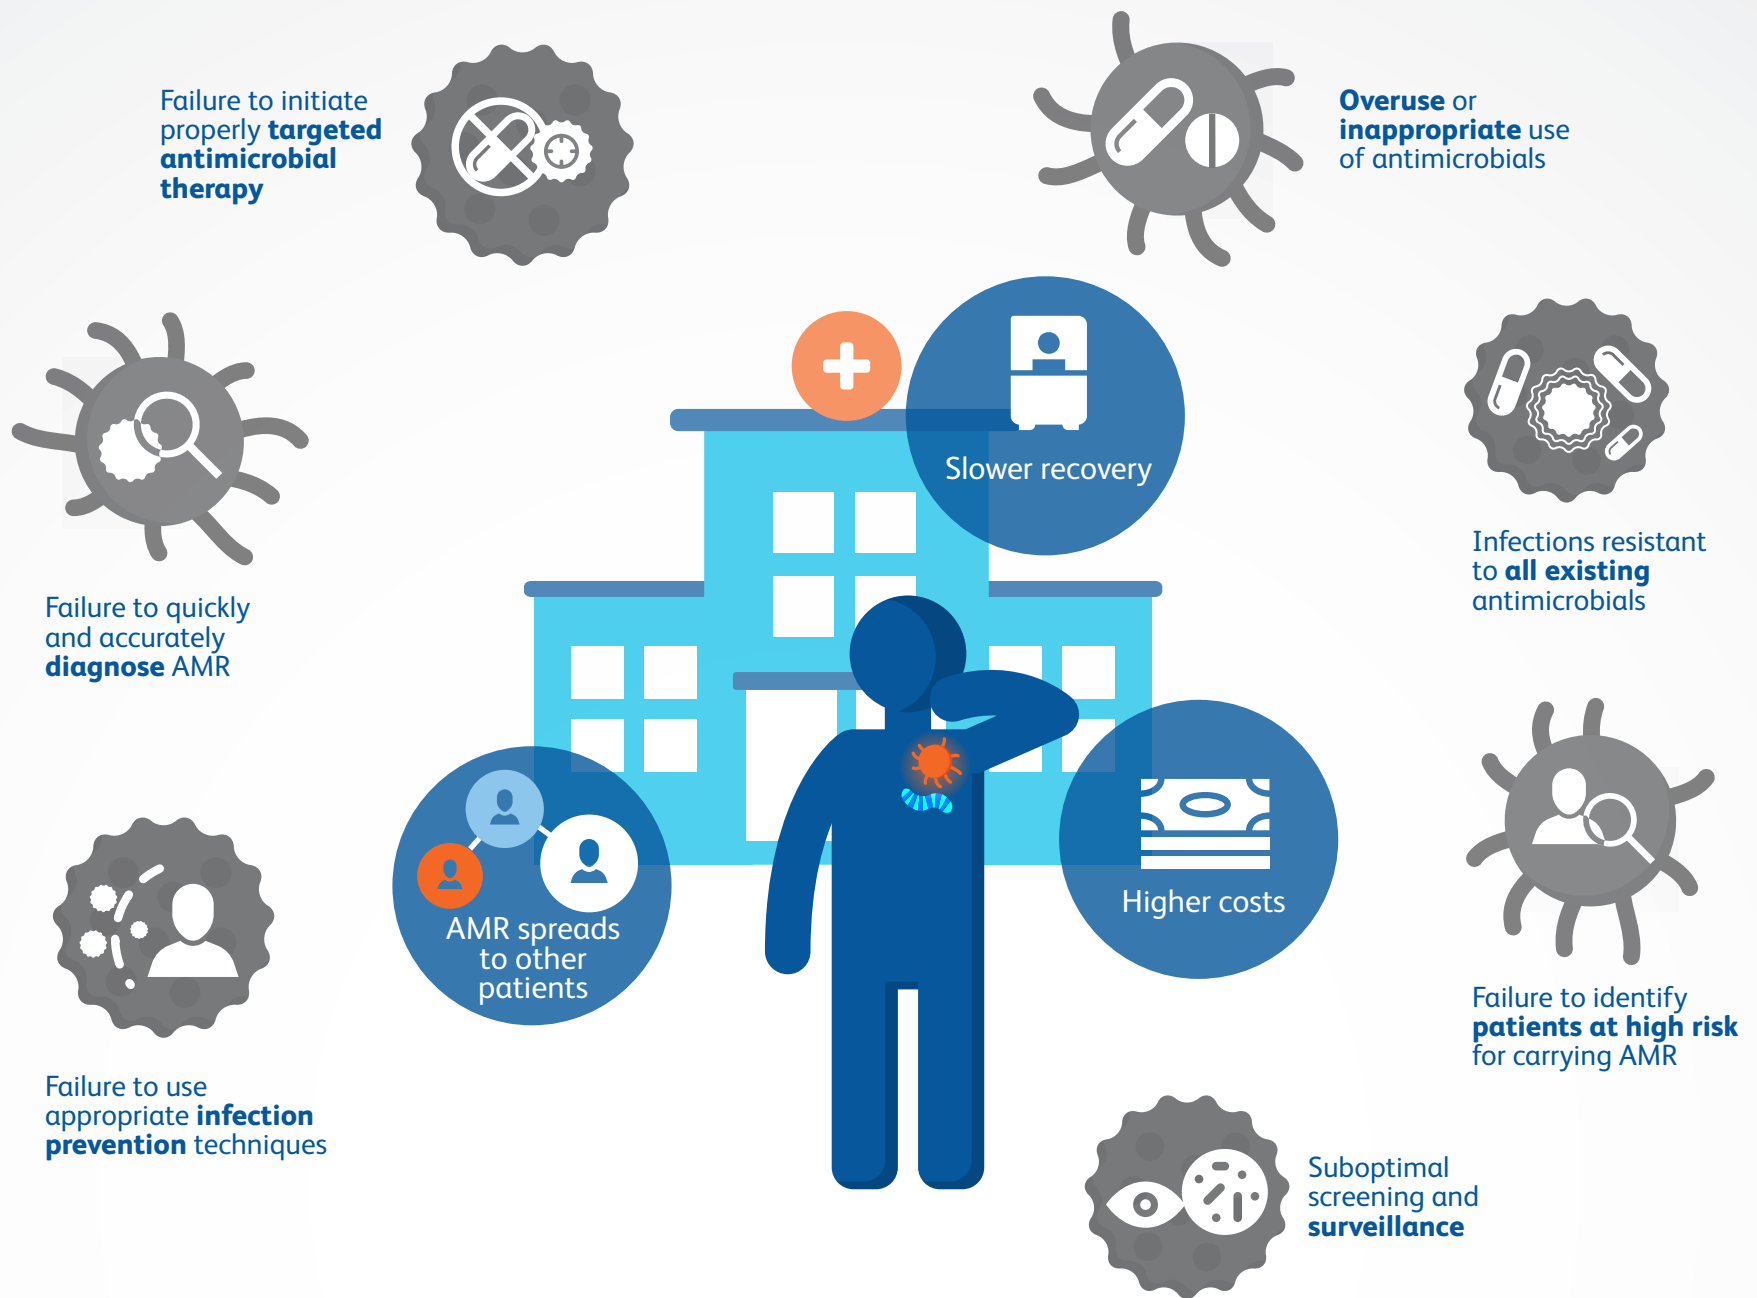 Failure to initiate
properly targeted
antimicrobial
therapy
Overuse or
inappropriate use
of antimicrobials
Slower recovery
Infections resistant
to all existing
antimicrobials
Failure to quickly
and accurately
diagnose AMR
Higher costs
AMR spreads
to other
patients
Failure to identify
patients at high risk
for carrying AMR
Failure to use
appropriate infection
prevention techniques
Suboptimal
screening and
surveillance